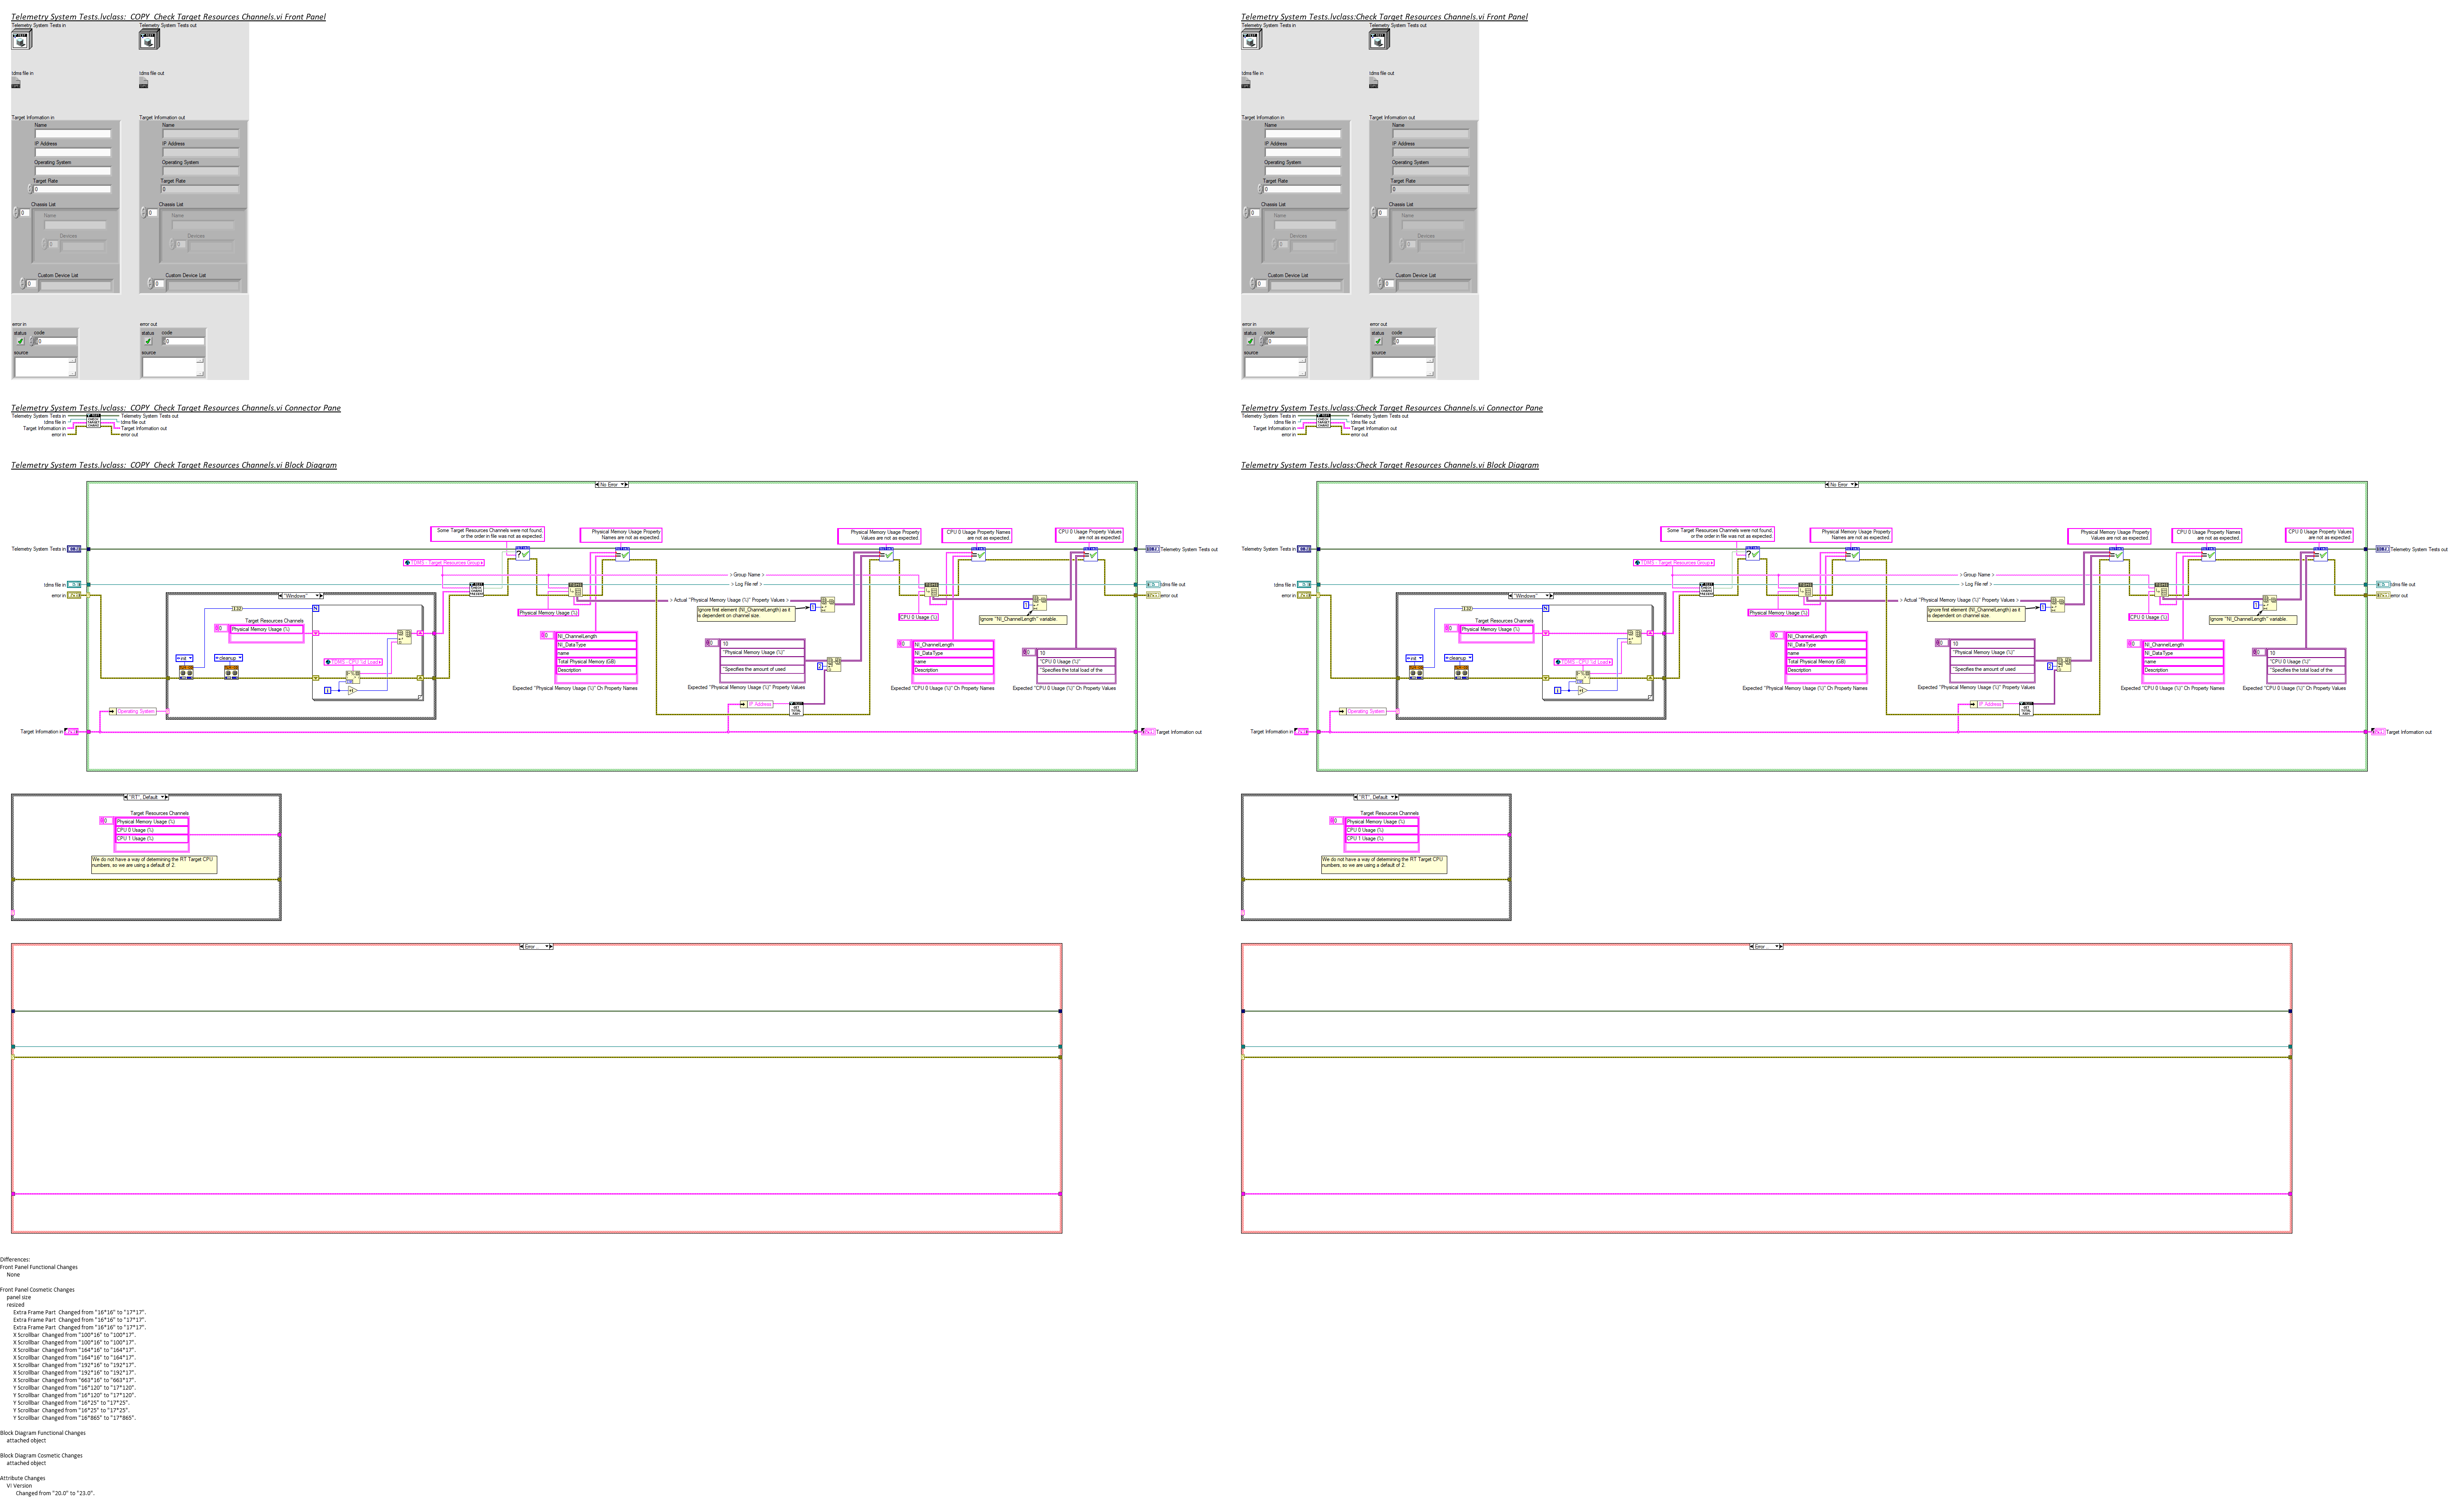 Telemetry System Tests.lvclass:_COPY_Check Target Resources Channels.vi Front Panel
Telemetry System Tests in
Telemetry System Tests out
tdms file in
tdms file out
Target Information in
Target Information out
Name
Name
IP Address
IP Address
Operating System
Operating System
Target Rate
Target Rate
0
0
Chassis List
Chassis List
0
0
Name
Name
Devices
Devices
0
0
Custom Device List
Custom Device List
0
0
error in
error out
status code
status code
0
0
source
source
Telemetry System Tests.lvclass:_COPY_Check Target Resources Channels.vi Connector Pane
Telemetry System Tests in
Telemetry System Tests out
tdms file in
tdms file out
Target Information in
Target Information out
error in
error out
Telemetry System Tests.lvclass:_COPY_Check Target Resources Channels.vi Block Diagram
No Error
Some Target Resources Channels were not found,
or the order in file was not as expected.
Physical Memory Usage Property
Names are not as expected.
Physical Memory Usage Property
Values are not as expected.
CPU 0 Usage Property Names
are not as expected.
CPU 0 Usage Property Values
are not as expected.
Telemetry System Tests in
Telemetry System Tests out
TDMS - Target Resources Group
Group Name
tdms file in
Log File ref
tdms file out
error in
error out
"Windows"
Actual "Physical Memory Usage (%)" Property Values
I32
N
Ignore first element (NI_ChannelLength) as it
is dependent on channel size.
1
1
Physical Memory Usage (%)
CPU 0 Usage (%)
Ignore "NI_ChannelLength" variable.
Target Resources Channels
0
Physical Memory Usage (%)
init
cleanup
TDMS - CPU %d Load
i
0
NI_ChannelLength
NI_DataType
name
Total Physical Memory (GB)
Description
Expected "Physical Memory Usage (%)" Ch Property Names
0
10
"Physical Memory Usage (%)"
"Specifies the amount of used
2
Expected "Physical Memory Usage (%)" Property Values
0
NI_ChannelLength
NI_DataType
name
Description
Expected "CPU 0 Usage (%)" Ch Property Names
0
10
"CPU 0 Usage (%)"
"Specifies the total load of the
Expected "CPU 0 Usage (%)" Ch Property Values
IP Address
Operating System
Target Information in
Target Information out
"RT", Default
Target Resources Channels
0
Physical Memory Usage (%)
CPU 0 Usage (%)
CPU 1 Usage (%)
We do not have a way of determining the RT Target CPU
numbers, so we are using a default of 2.
Error
Differences:
Front Panel Functional Changes
None
Front Panel Cosmetic Changes
panel size
resized
Extra Frame Part Changed from "16*16" to "17*17".
Extra Frame Part Changed from "16*16" to "17*17".
Extra Frame Part Changed from "16*16" to "17*17".
X Scrollbar Changed from "100*16" to "100*17".
X Scrollbar Changed from "100*16" to "100*17".
X Scrollbar Changed from "164*16" to "164*17".
X Scrollbar Changed from "164*16" to "164*17".
X Scrollbar Changed from "192*16" to "192*17".
X Scrollbar Changed from "192*16" to "192*17".
X Scrollbar Changed from "663*16" to "663*17".
Y Scrollbar Changed from "16*120" to "17*120".
Y Scrollbar Changed from "16*120" to "17*120".
Y Scrollbar Changed from "16*25" to "17*25".
Y Scrollbar Changed from "16*25" to "17*25".
Y Scrollbar Changed from "16*865" to "17*865".
Block Diagram Functional Changes
attached object
Block Diagram Cosmetic Changes
attached object
Attribute Changes
VI Version
Changed from "20.0" to "23.0".
Telemetry System Tests.lvclass:Check Target Resources Channels.vi Front Panel
Telemetry System Tests in
Telemetry System Tests out
tdms file in
tdms file out
Target Information in
Target Information out
Name
Name
IP Address
IP Address
Operating System
Operating System
Target Rate
Target Rate
0
0
Chassis List
Chassis List
0
0
Name
Name
Devices
Devices
0
0
Custom Device List
Custom Device List
0
0
error in
error out
status code
status code
0
0
source
source
Telemetry System Tests.lvclass:Check Target Resources Channels.vi Connector Pane
Telemetry System Tests in
Telemetry System Tests out
tdms file in
tdms file out
Target Information in
Target Information out
error in
error out
Telemetry System Tests.lvclass:Check Target Resources Channels.vi Block Diagram
No Error
Some Target Resources Channels were not found,
or the order in file was not as expected.
Physical Memory Usage Property
Names are not as expected.
Physical Memory Usage Property
Values are not as expected.
CPU 0 Usage Property Names
are not as expected.
CPU 0 Usage Property Values
are not as expected.
Telemetry System Tests in
Telemetry System Tests out
TDMS - Target Resources Group
Group Name
tdms file in
Log File ref
tdms file out
error in
error out
"Windows"
Actual "Physical Memory Usage (%)" Property Values
I32
N
Ignore first element (NI_ChannelLength) as it
is dependent on channel size.
1
1
Physical Memory Usage (%)
CPU 0 Usage (%)
Ignore "NI_ChannelLength" variable.
Target Resources Channels
0
Physical Memory Usage (%)
init
cleanup
TDMS - CPU %d Load
i
0
NI_ChannelLength
NI_DataType
name
Total Physical Memory (GB)
Description
Expected "Physical Memory Usage (%)" Ch Property Names
0
10
"Physical Memory Usage (%)"
"Specifies the amount of used
2
Expected "Physical Memory Usage (%)" Property Values
0
NI_ChannelLength
NI_DataType
name
Description
Expected "CPU 0 Usage (%)" Ch Property Names
0
10
"CPU 0 Usage (%)"
"Specifies the total load of the
Expected "CPU 0 Usage (%)" Ch Property Values
IP Address
Operating System
Target Information in
Target Information out
"RT", Default
Target Resources Channels
0
Physical Memory Usage (%)
CPU 0 Usage (%)
CPU 1 Usage (%)
We do not have a way of determining the RT Target CPU
numbers, so we are using a default of 2.
Error